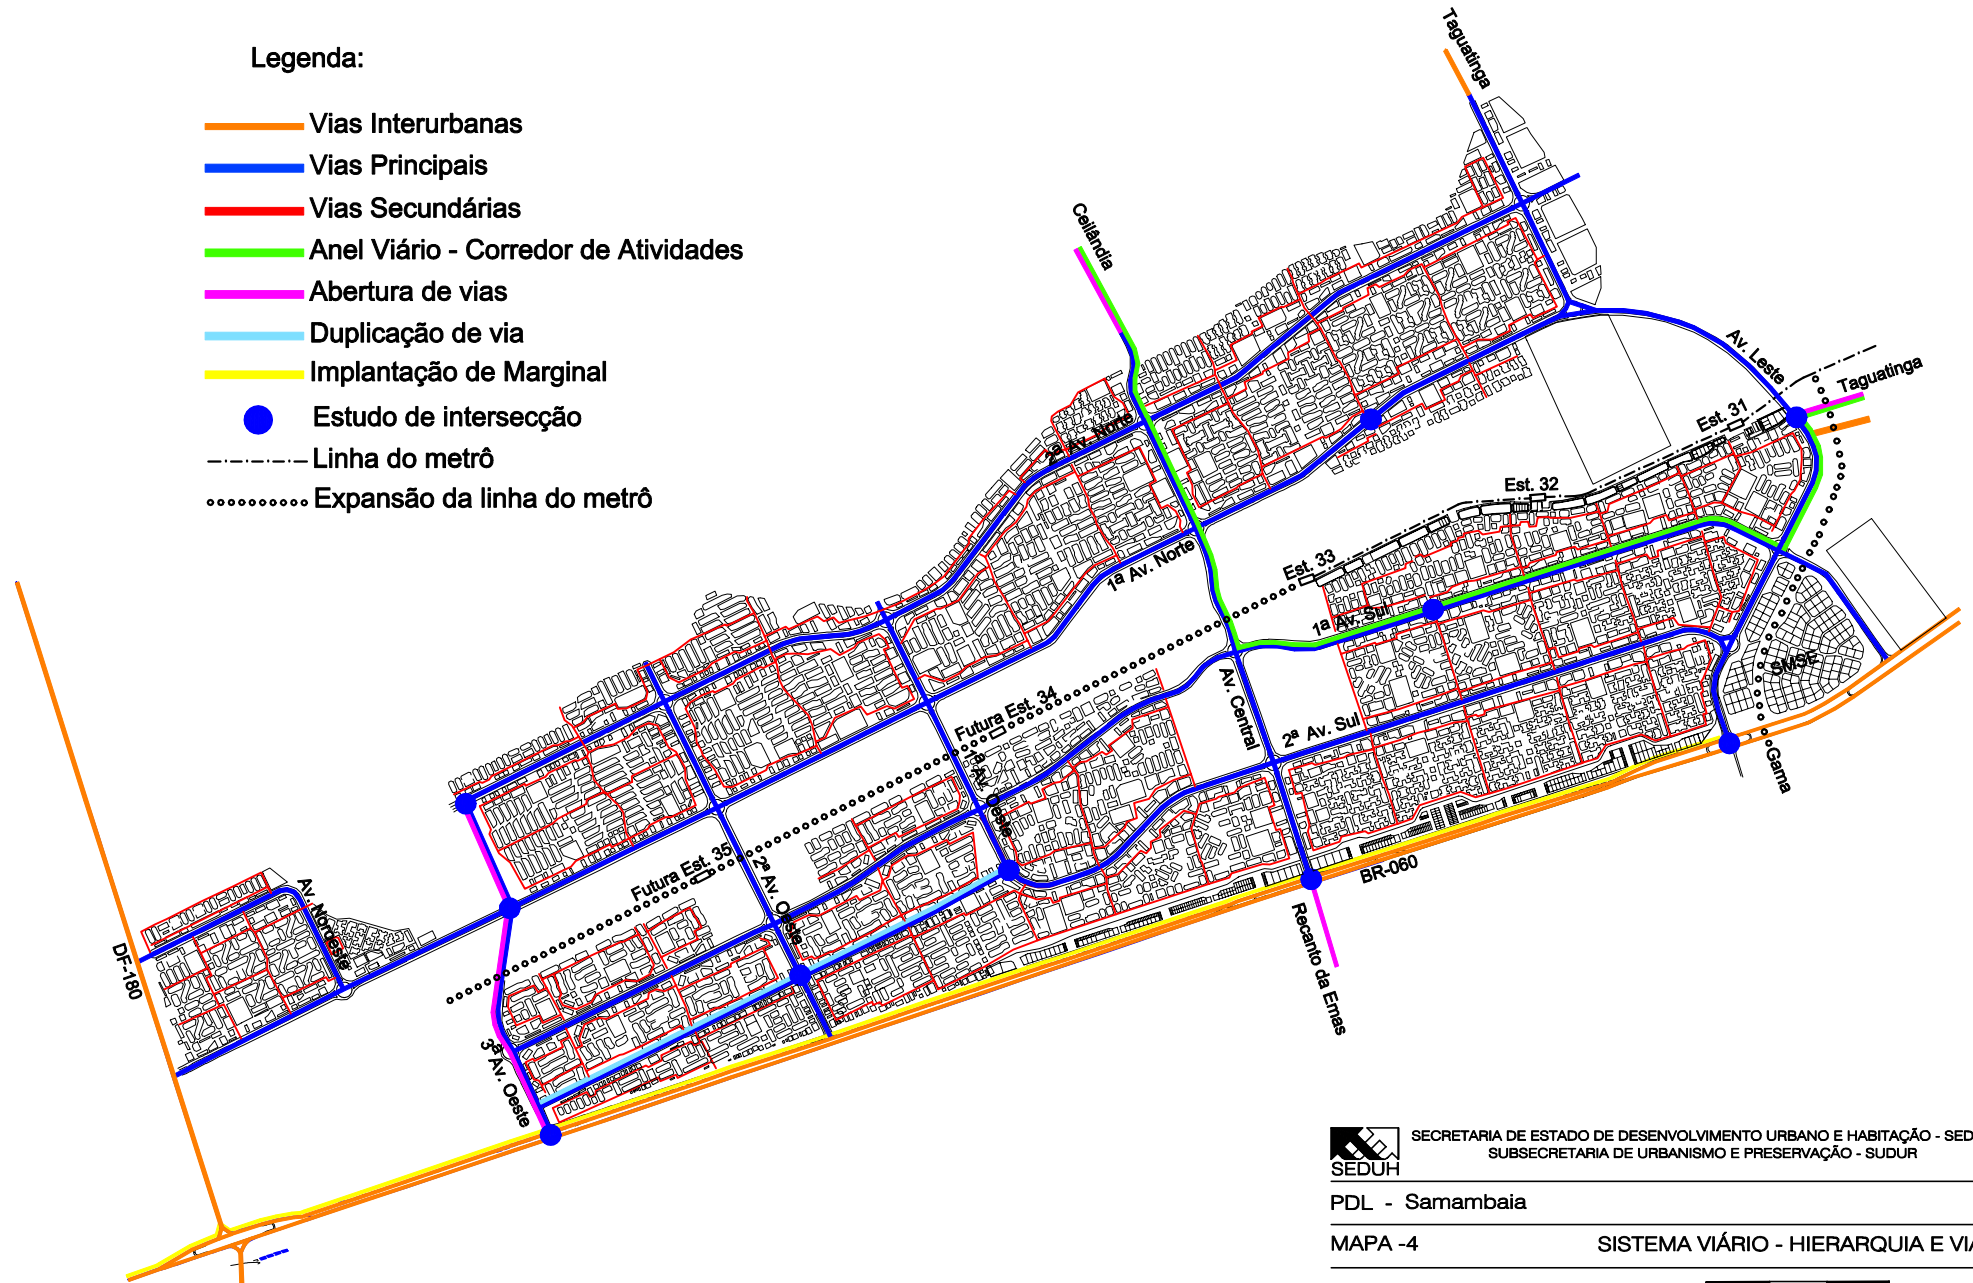 Legenda:
Vias Interurbanas
Vias Principais
Vias Secundárias
Anel Viário - Corredor de Atividades
Abertura de vias
Duplicação de via
Implantação de Marginal
Estudo de intersecção
Linha do metrô
Expansão da linha do metrô
Taguatinga
Ceilândia
Av. Leste
Taguatinga
Est. 31
2ª Av. Norte
Est. 32
1ª Av. Norte
Est. 33
1ª Av. Sul
SMSE
Av. Central
Futura Est. 34
2ª Av. Sul
Gama
1ª Av. Oeste
Futura Est. 35
2ª Av. Oeste
BR-060
Av. Noroeste
Recanto da Emas
DF-180
3ª Av. Oeste
SEDUH
SECRETARIA DE ESTADO DE DESENVOLVIMENTO URBANO E HABITAÇÃO - SED
SUBSECRETARIA DE URBANISMO E PRESERVAÇÃO - SUDUR
PDL - Samambaia
MAPA -4 SISTEMA VIÁRIO - HIERARQUIA E VIA